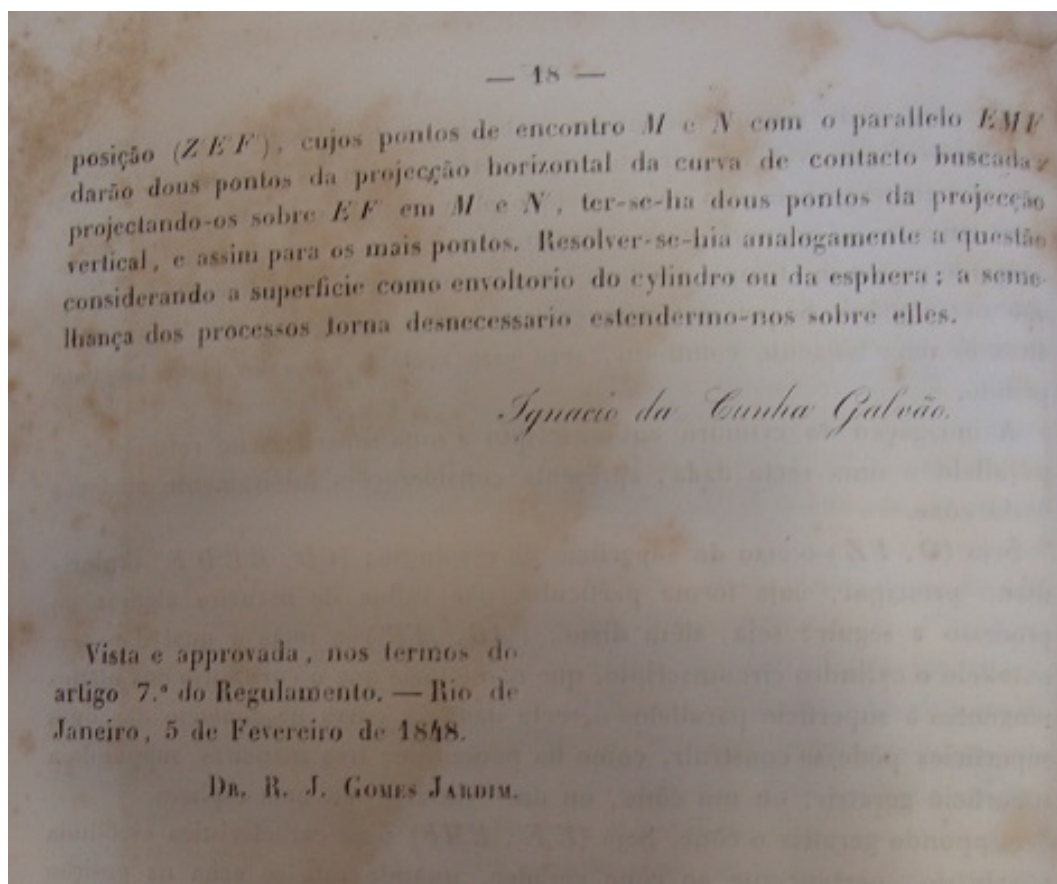 — 18 —
posição (ZEF), cujos pontos de encontro M e N com o parallelo EMF
darão dous pontos da projecção horizontal da curva de contacto buscada;
projectando-os sobre EF em M e N, ter-se-ha dous pontos da projecção
vertical, e assim para os mais pontos. Resolver-se-hia analogamente a questão
considerando a superficie como envoltorio do cylindro ou da esphera; a seme-
lhança dos processos torna desnecessario estendermo-nos sobre elles.
Ignacio da Cunha Galvão.
Vista e approvada, nos termos do
artigo 7.º do Regulamento. — Rio de
Janeiro, 5 de Fevereiro de 1848.
DR. R. J. GOMES JARDIM.